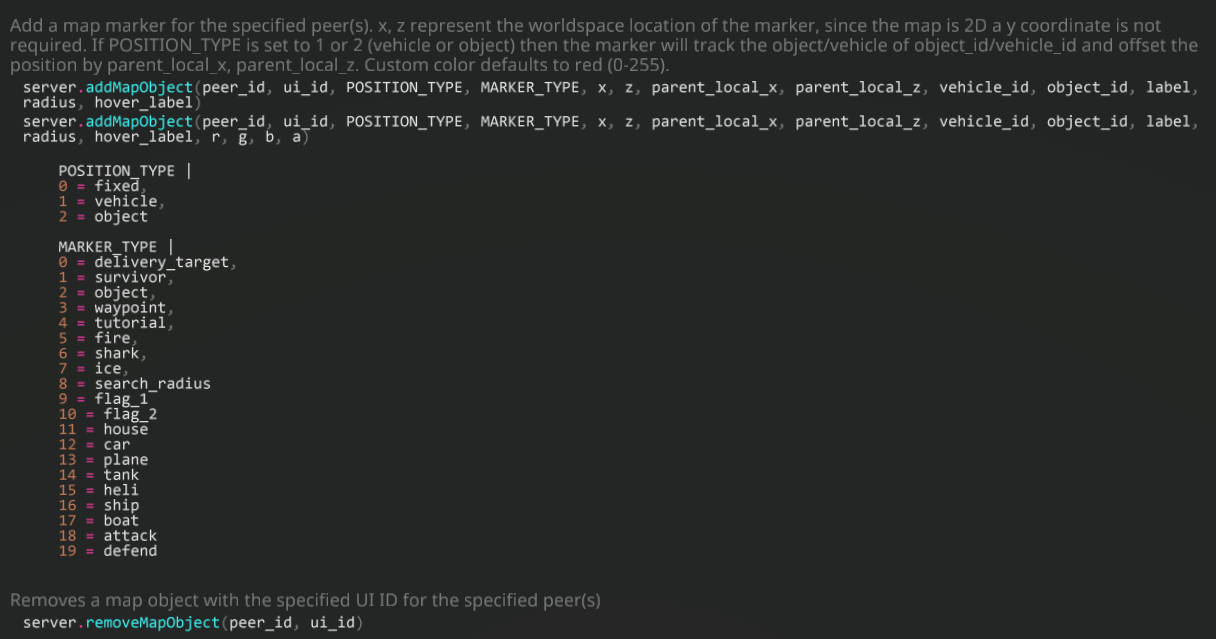 Add a map marker for the specified peer(s). x, z represent the worldspace location of the marker, since the map is 2D a y coordinate is not
required. If POSITION_TYPE is set to 1 or 2 (vehicle or object) then the marker will track the object/vehicle of object_id/vehicle_id and offset the
position by parent_local_x, parent_local_z. Custom color defaults to red (0-255).
server.addMapObject(peer_id, ui_id, POSITION_TYPE, MARKER_TYPE, x, z, parent_local_x, parent_local_z, vehicle_id, object_id, label,
radius, hover_label)
server.addMapObject(peer_id, ui_id, POSITION_TYPE, MARKER_TYPE, x, z, parent_local_x, parent_local_z, vehicle_id, object_id, label,
radius, hover_label, r, g, b, a)
POSITION_TYPE |
0 = fixed,
1 = vehicle,
2 = object
MARKER_TYPE |
0 = delivery_target,
1 = survivor,
2 = object,
3 = waypoint,
4 = tutorial,
5 = fire,
6 = shark,
7 = ice,
8 = search_radius
9 = flag_1
10 = flag_2
11 = house
12 = car
13 = plane
14 = tank
15 = heli
16 = ship
17 = boat
18 = attack
19 = defend
Removes a map object with the specified UI ID for the specified peer(s)
server.removeMapObject(peer_id, ui_id)